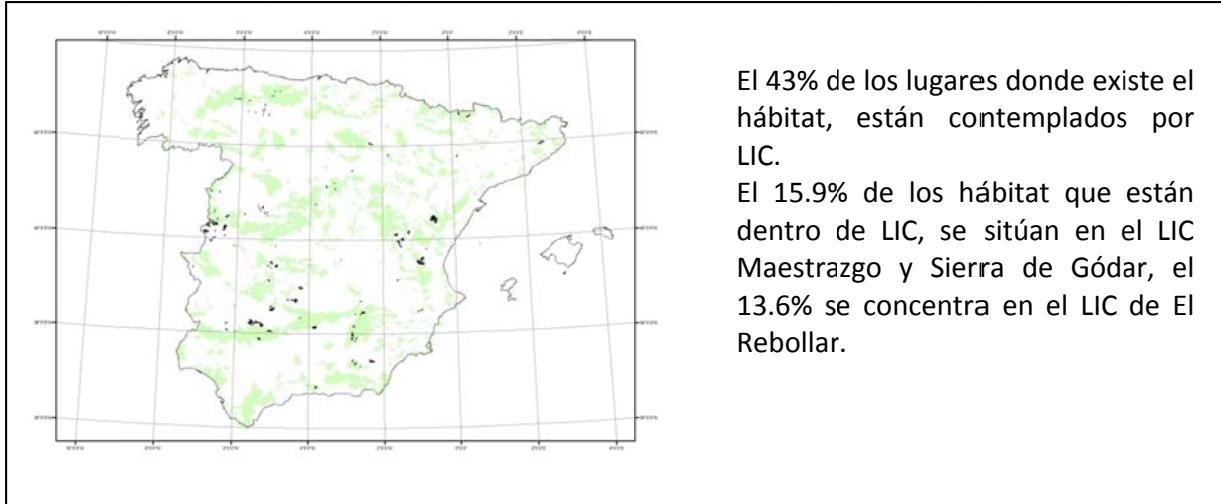 El 43% de los lugares donde existe el
hábitat, están contemplados por
LIC.
El 15.9% de los hábitat que están
dentro de LIC, se sitúan en el LIC
Maestrazgo y Sierra de Gódar, el
13.6% se concentra en el LIC de El
Rebollar.